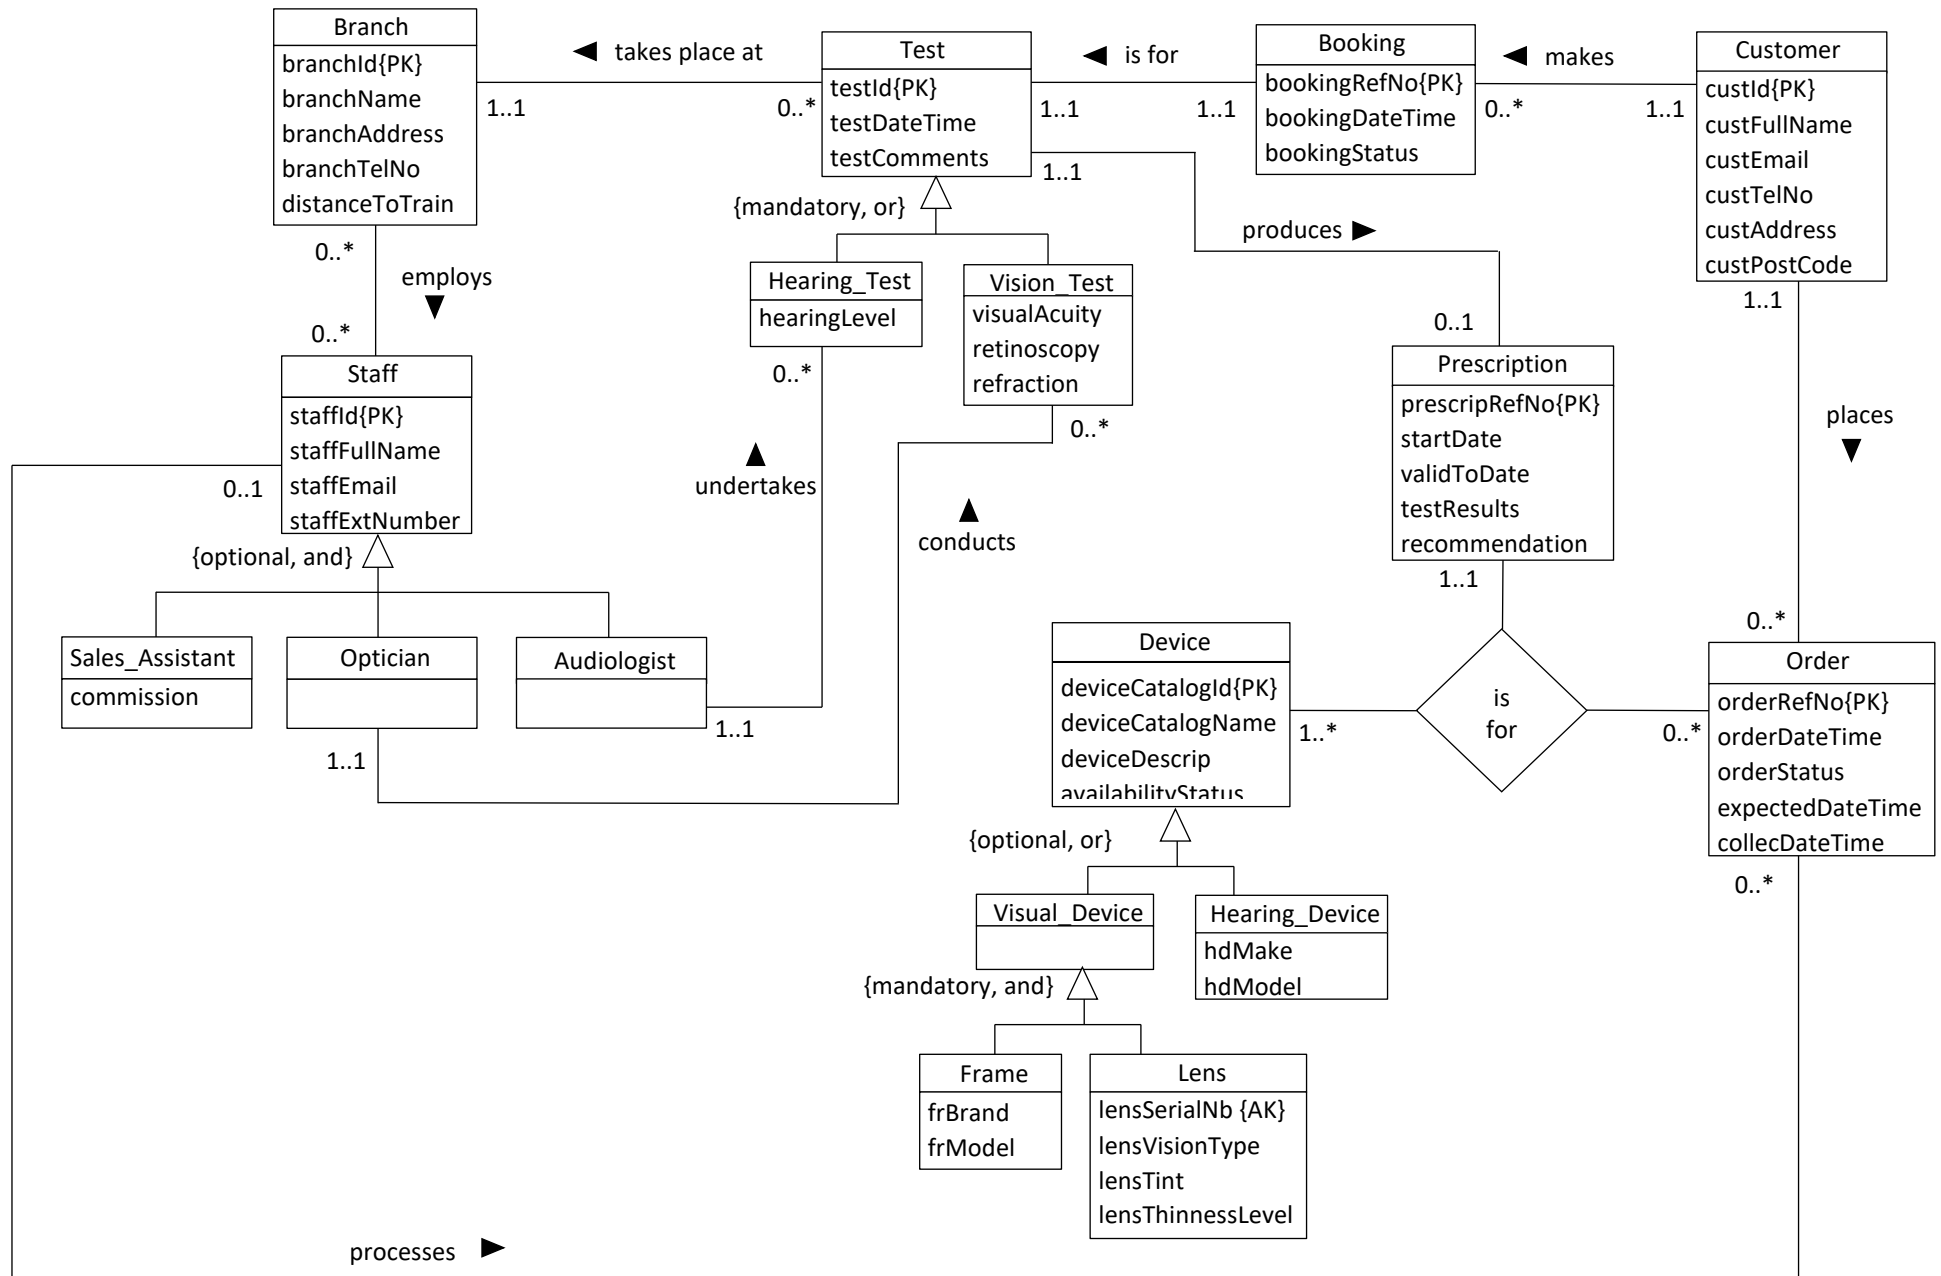 Branch
branchId{PK}
branchName
branchAddress
branchTelNo
distanceToTrain
takes place at
1..1
0..*
Test
testId{PK}
testDateTime
testComments
is for
1..1
1..1
Booking
bookingRefNo{PK}
bookingDateTime
bookingStatus
makes
0..*
1..1
Customer
custId{PK}
custFullName
custEmail
custTelNo
custAddress
custPostCode
1..1
{mandatory, or}
produces
0..*
employs
0..*
Hearing_Test
hearingLevel
0..*
Vision_Test
visualAcuity
retinoscopy
refraction
0..*
1..1
0..1
Prescription
prescripRefNo{PK}
startDate
validToDate
testResults
recommendation
1..1
places
0..*
Staff
staffId{PK}
staffFullName
staffEmail
staffExtNumber
0..1
{optional, and}
undertakes
conducts
Sales_Assistant
commission
Optician
1..1
Audiologist
1..1
Device
deviceCatalogId{PK}
deviceCatalogName
deviceDescrip
availabilityStatus
1..*
is
for
0..*
Order
orderRefNo{PK}
orderDateTime
orderStatus
expectedDateTime
collecDateTime
0..*
{optional, or}
Visual_Device
Hearing_Device
hdMake
hdModel
{mandatory, and}
Frame
frBrand
frModel
Lens
lensSerialNb {AK}
lensVisionType
lensTint
lensThinnessLevel
processes